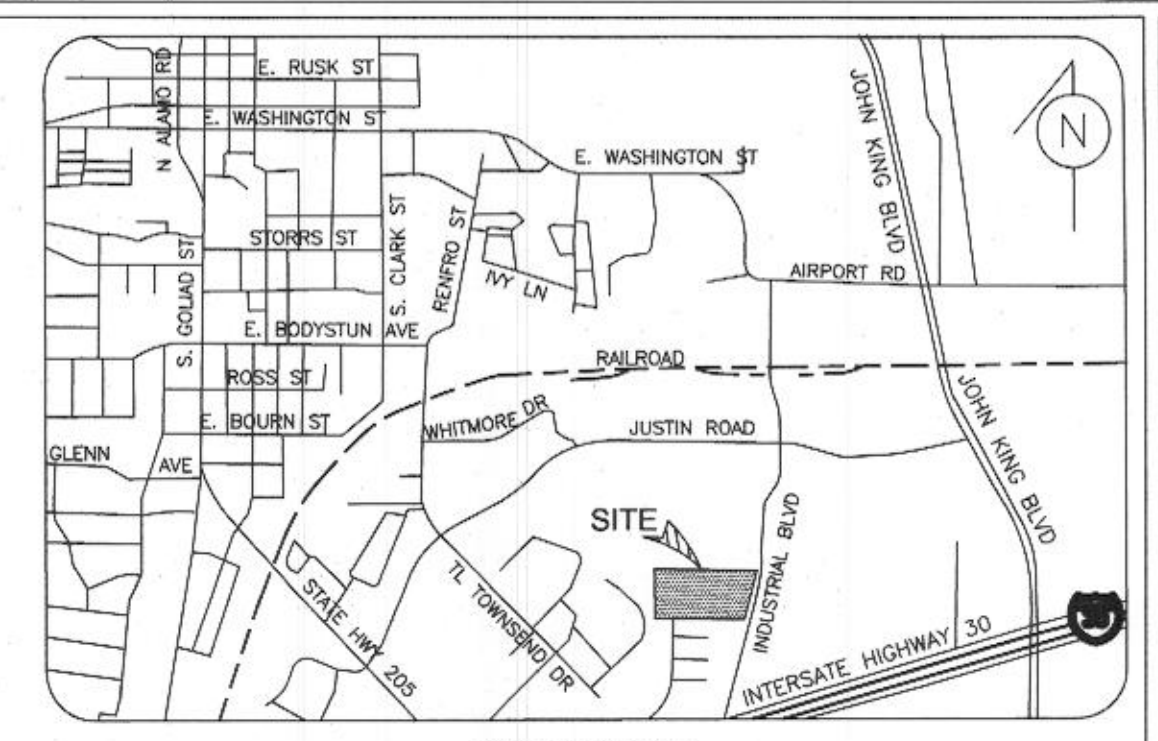 N ALAMO RD
E. RUSK ST
E. WASHINGTON ST
E. WASHINGTON ST
JOHN KING BLVD
N
S. GOLIAD ST
STORRS ST
S. CLARK ST
RENFRO ST
IVY LN
AIRPORT RD
E. BODYSTUN AVE
RAILROAD
ROSS ST
E. BOURN ST
WHITMORE DR
JUSTIN ROAD
JOHN KING BLVD
GLENN AVE
SITE
INDUSTRIAL BLVD
TL TOWNSEND DR
STATE HWY 205
INTERSATE HIGHWAY 30
30